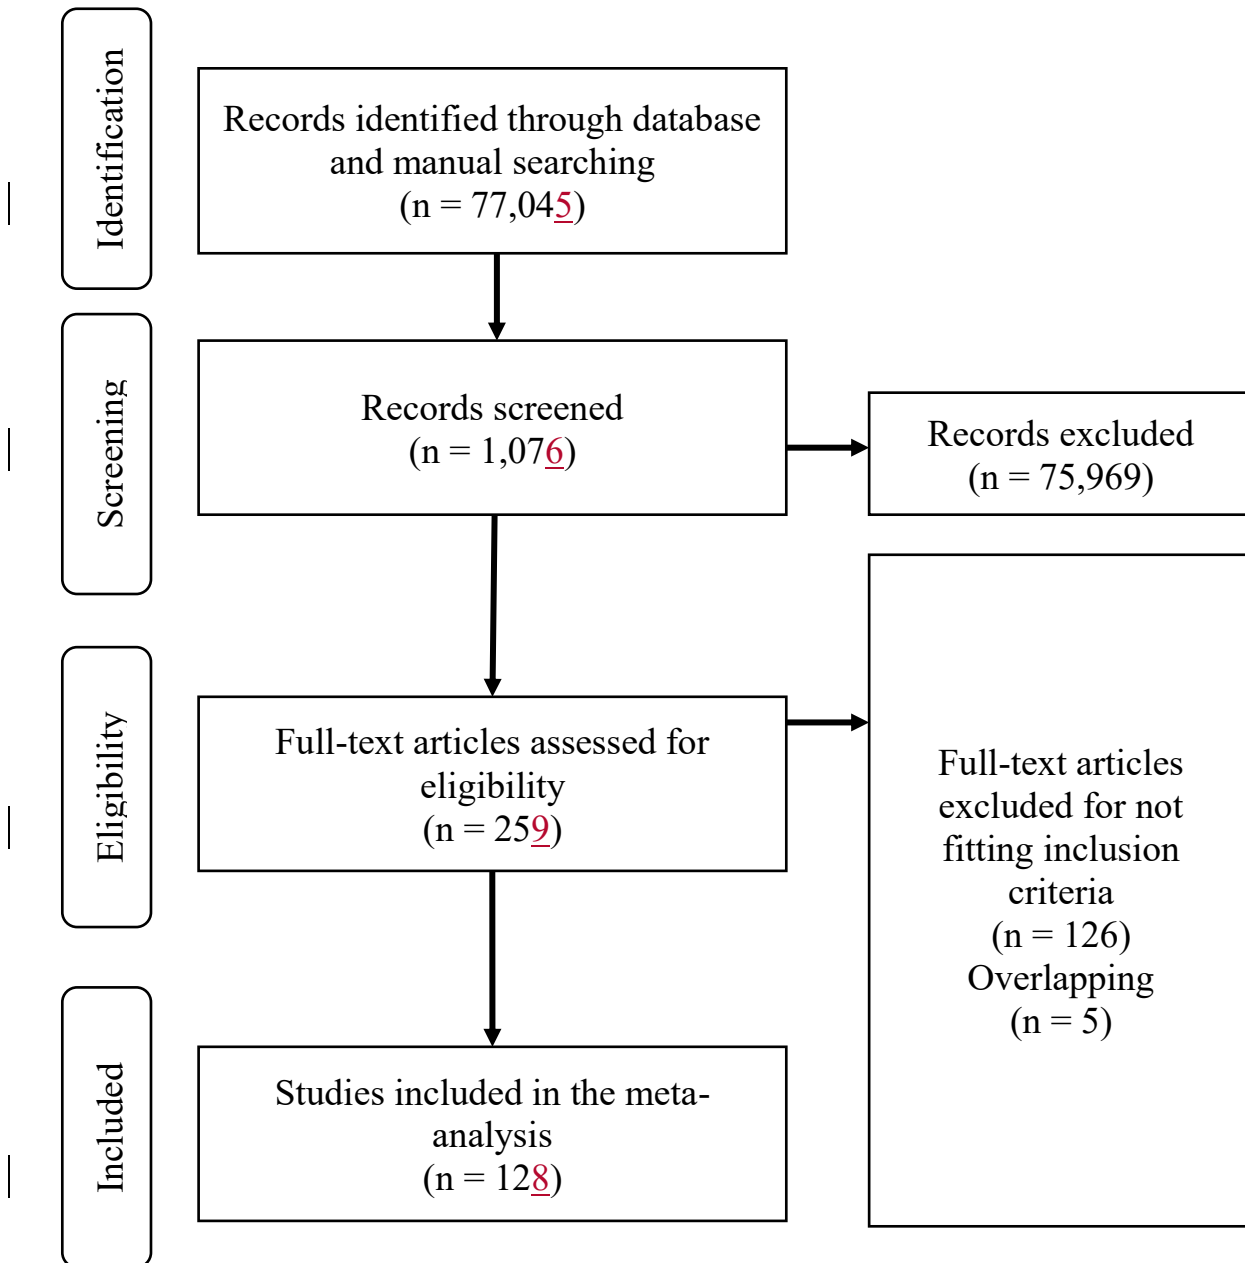 Identification
Records identified through database
and manual searching
(n = 77,045)
Screening
Records screened
(n = 1,076)
Records excluded
(n = 75,969)
Eligibility
Full-text articles assessed for
eligibility
(n = 259)
Full-text articles
excluded for not
fitting inclusion
criteria
(n = 126)
Overlapping
(n = 5)
Included
Studies included in the meta-
analysis
(n = 128)